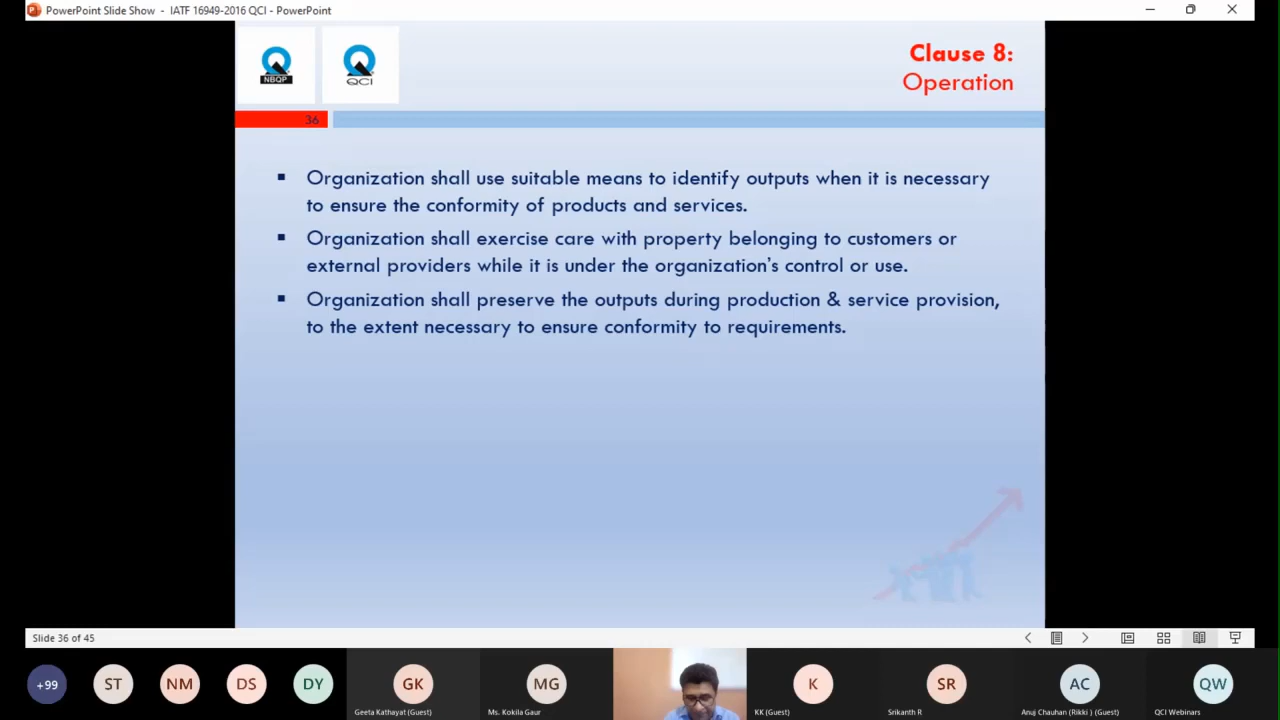 PowerPoint Slide Show - IATF 16949-2016 QCI - PowerPoint
NBQP
QCI
Clause 8:
Operation
36
▪ Organization shall use suitable means to identify outputs when it is necessary
to ensure the conformity of products and services.
▪ Organization shall exercise care with property belonging to customers or
external providers while it is under the organization's control or use.
▪ Organization shall preserve the outputs during production & service provision,
to the extent necessary to ensure conformity to requirements.
Slide 36 of 45
+99 ST NM DS DY GK MG K SR AC QW
Geeta Kathayat (Guest) Ms. Kokila Gaur KK (Guest) Srikanth R Anuj Chauhan (Rikki ) (Guest) QCI Webinars